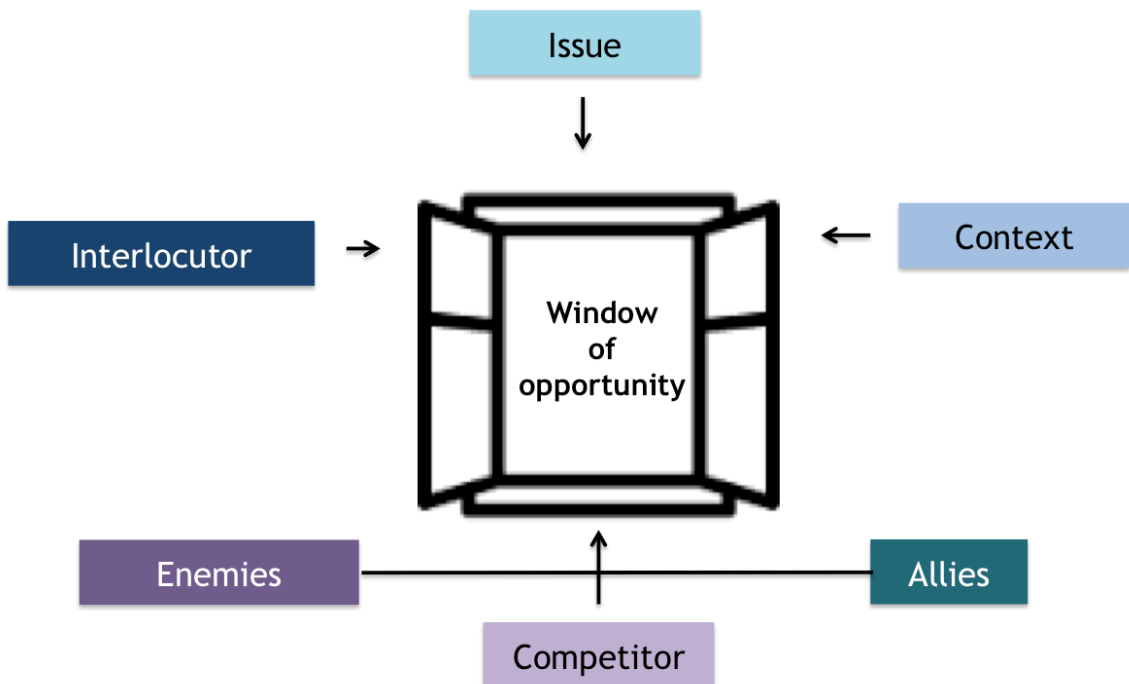 Issue
Interlocutor
Context
Window
of
opportunity
Enemies
Allies
Competitor